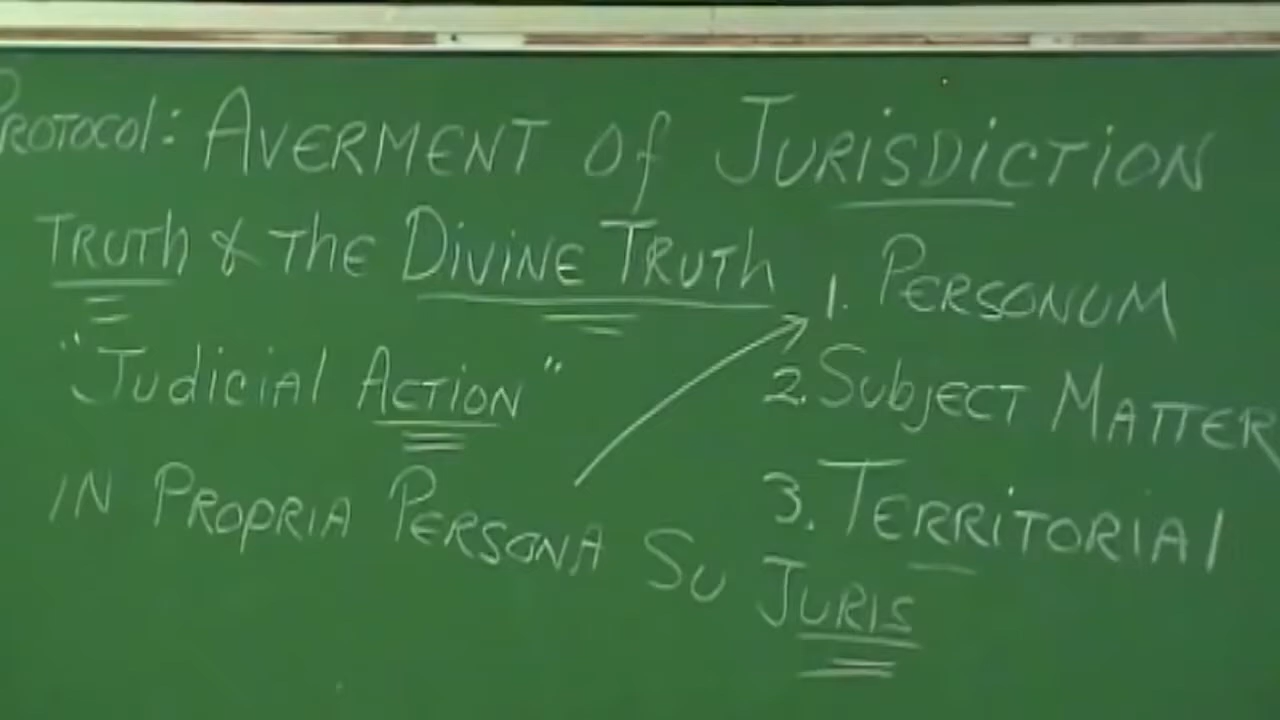 PROTOCOL: AVERMENT OF JURISDICTION
TRUTH & THE DIVINE TRUTH
"JUDICIAL ACTION"
IN PROPRIA PERSONA SU JURIS
1. PERSONUM
2. SUBJECT MATTER
3. TERRITORIAL